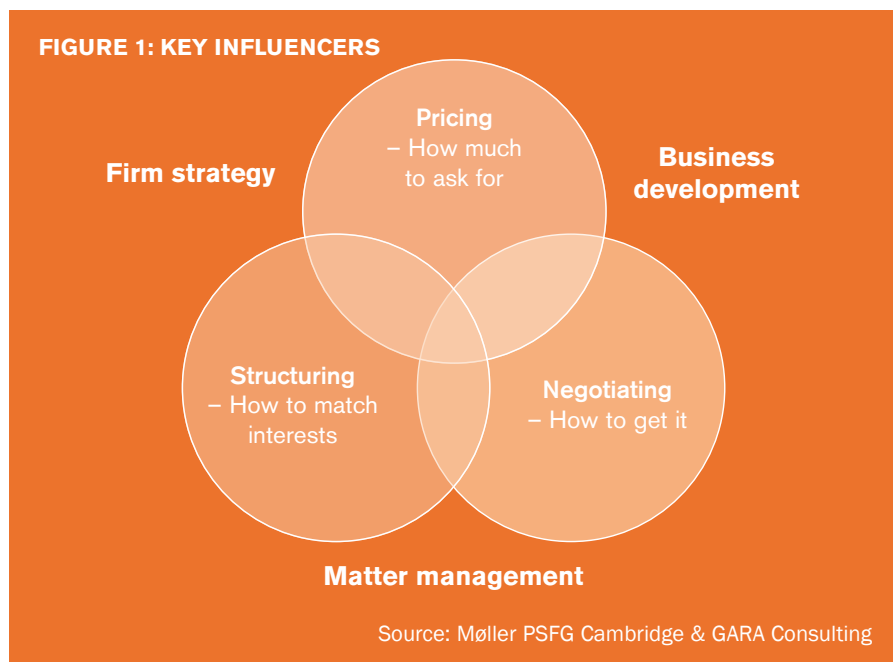 FIGURE 1: KEY INFLUENCERS
Pricing
– How much
to ask for
Firm strategy
Business
development
Structuring
– How to match
interests
Negotiating
– How to get it
Matter management
Source: Møller PSFG Cambridge & GARA Consulting